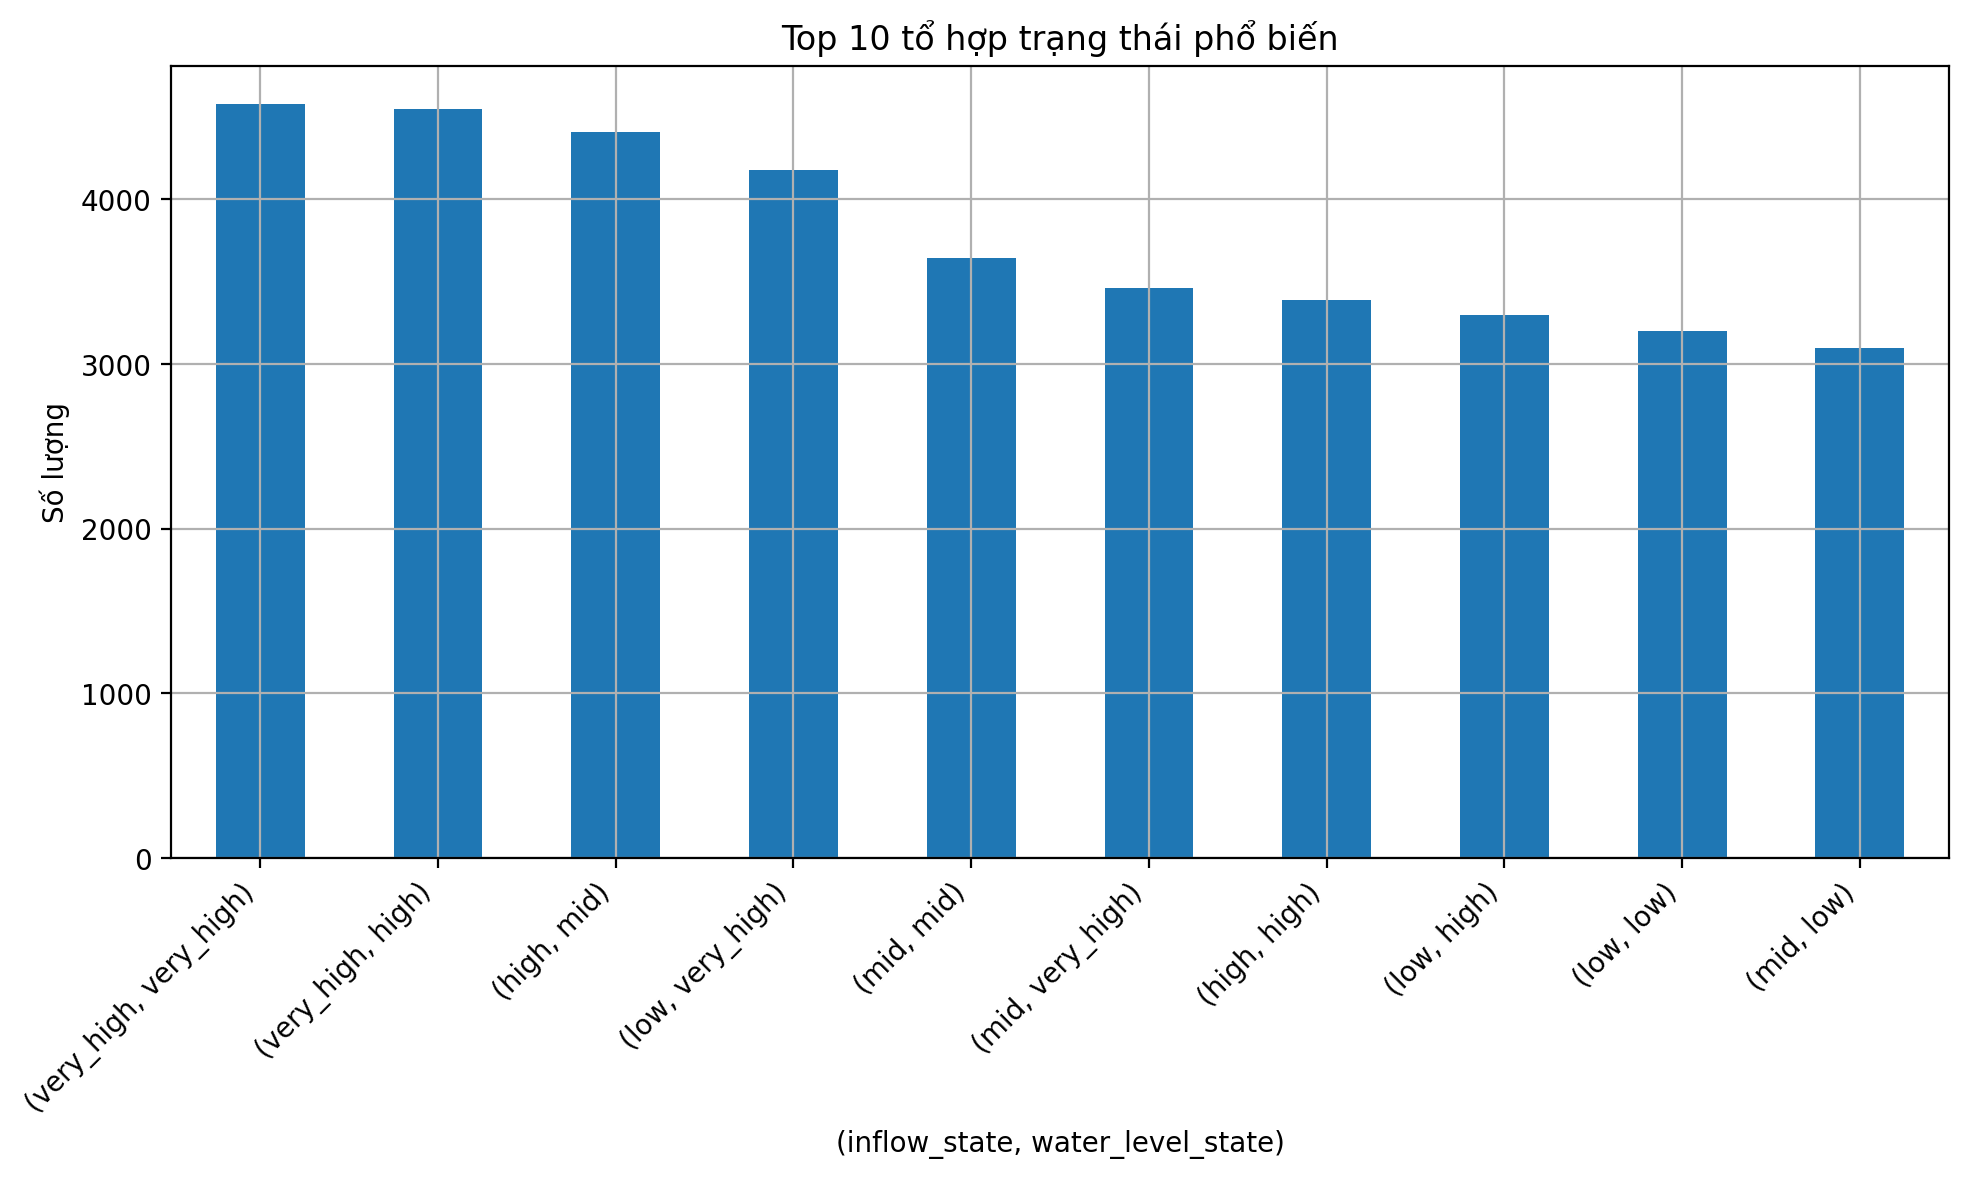 Top 10 tổ hợp trạng thái phổ biến
Số lượng
4000
3000
2000
1000
0
(very_high, very_high)
(very_high, high)
(high, mid)
(low, very_high)
(mid, mid)
(mid, very_high)
(high, high)
(low, high)
(low, low)
(mid, low)
(inflow_state, water_level_state)